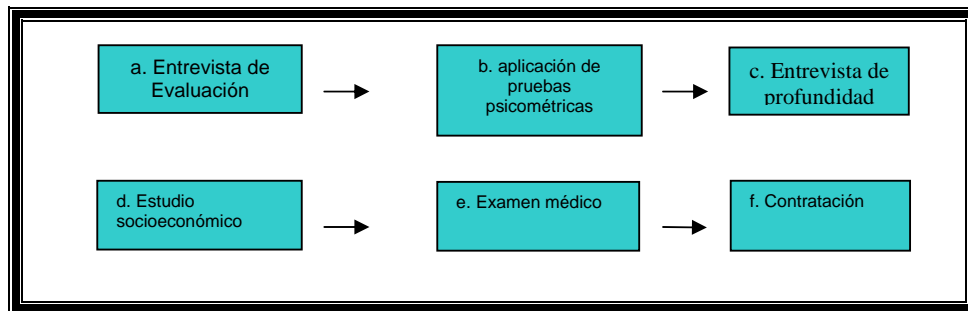 a. Entrevista de
Evaluación
b. aplicación de
pruebas
psicométricas
c. Entrevista de
profundidad
d. Estudio
socioeconómico
e. Examen médico
f. Contratación